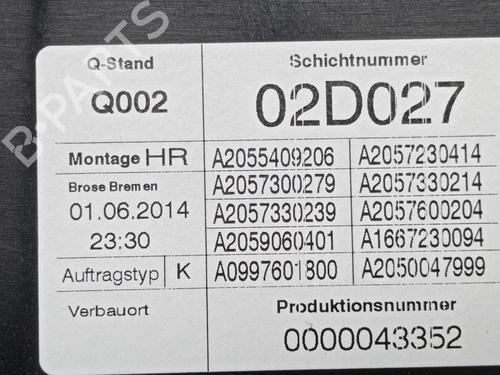 Q-Stand
Q002
Schichtnummer
02D027
Montage HR
Brose Bremen
01.06.2014
23:30
Auftragstyp K
Verbauort
A2055409206 A2057230414
A2057300279 A2057330214
A2057330239 A2057600204
A2059060401 A1667230094
A0997601800 A2050047999
Produktionsnummer
0000043352
B-PARTS